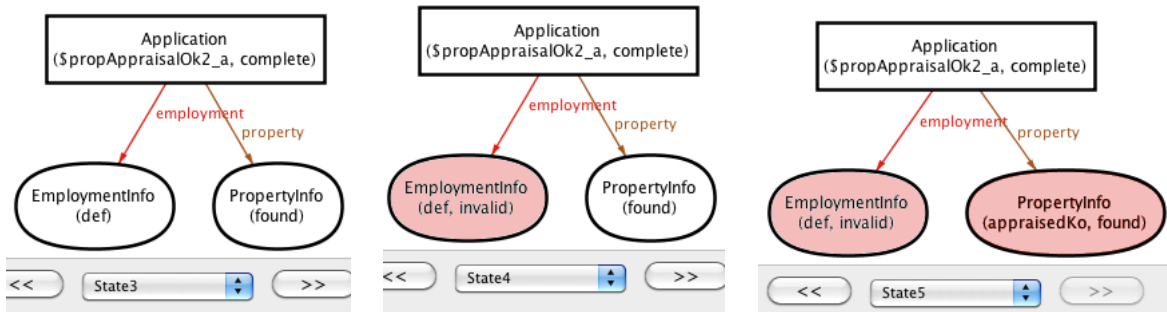 Application
($propAppraisalOk2_a, complete)
employment
property
EmploymentInfo
(def)
PropertyInfo
(found)
<<
State3
>>
Application
($propAppraisalOk2_a, complete)
employment
property
EmploymentInfo
(def, invalid)
PropertyInfo
(found)
<<
State4
>>
Application
($propAppraisalOk2_a, complete)
employment
property
EmploymentInfo
(def, invalid)
PropertyInfo
(appraisedKo, found)
<<
State5
>>